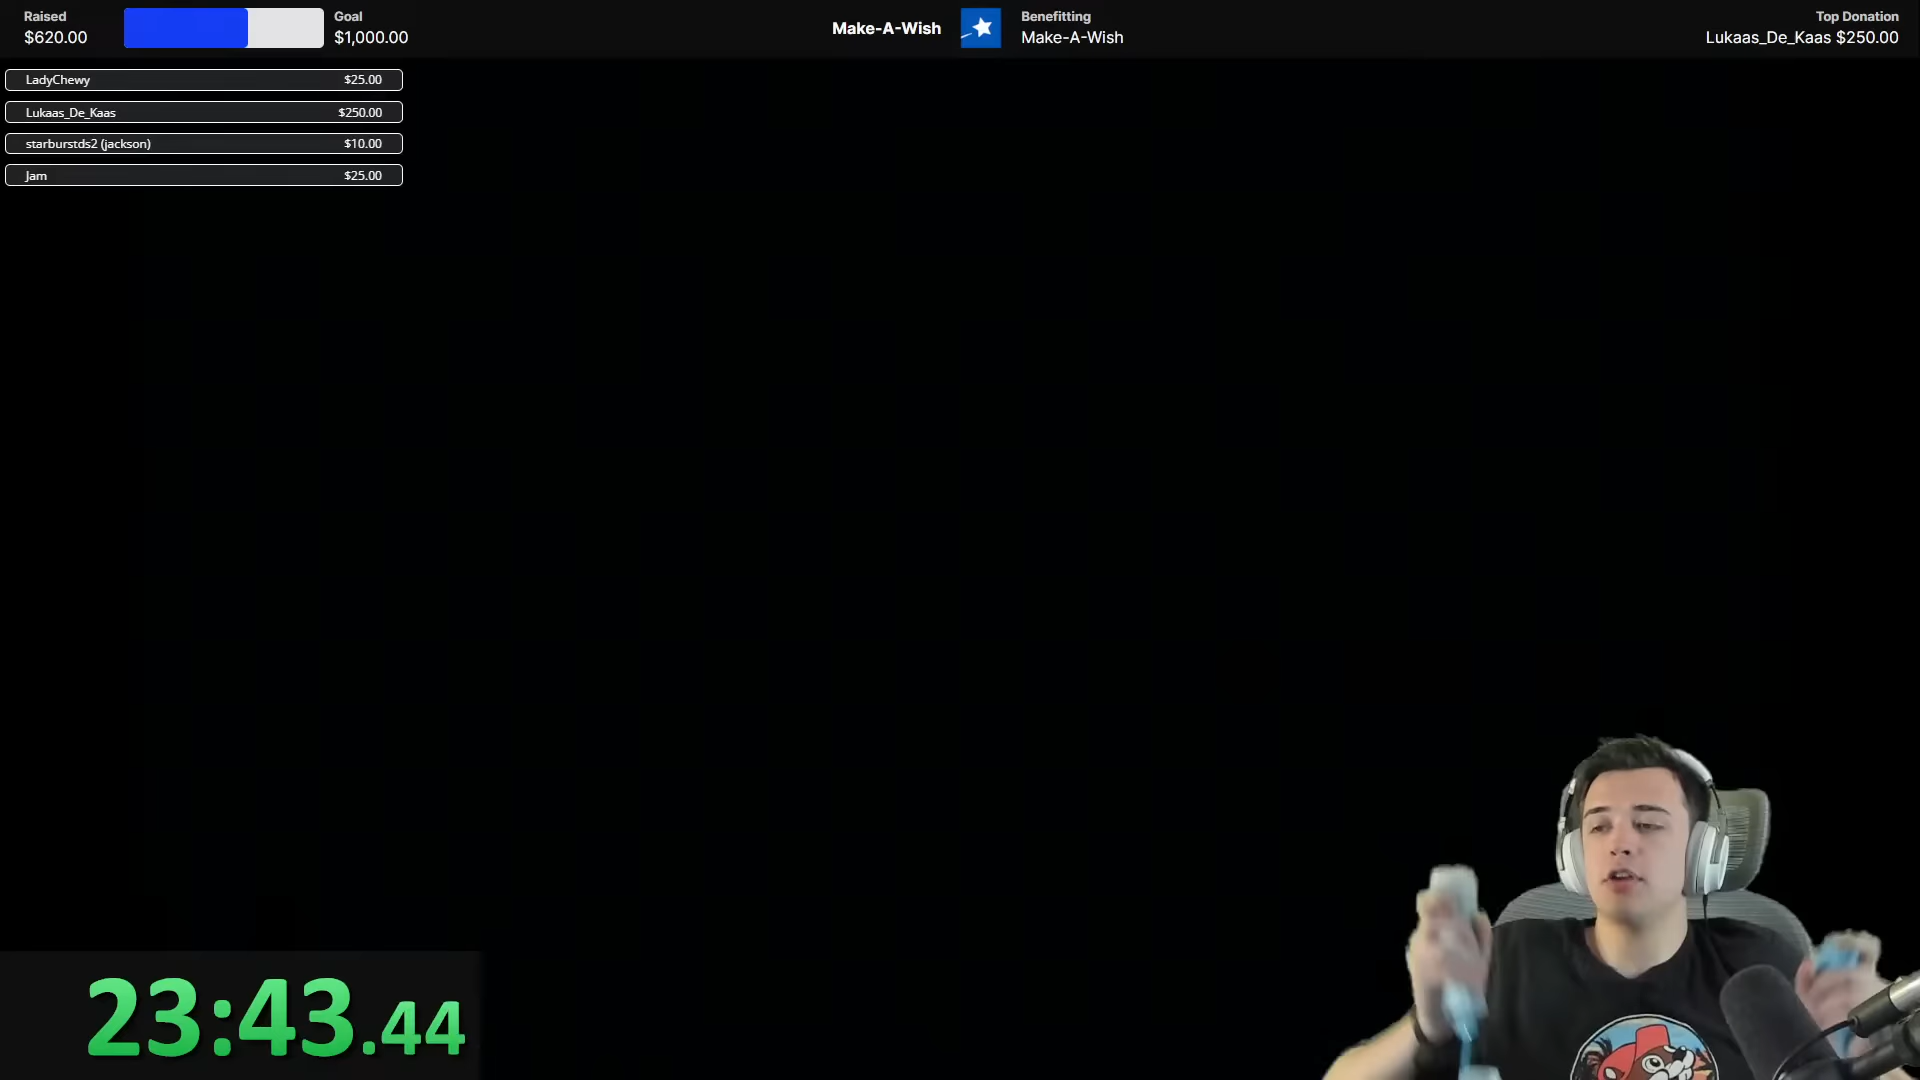 Raised
$620.00
Goal
$1,000.00
Make-A-Wish
Benefitting
Make-A-Wish
Top Donation
Lukaas_De_Kaas $250.00
LadyChewy $25.00
Lukaas_De_Kaas $250.00
starburstds2 (jackson) $10.00
Jam $25.00
23:43.44